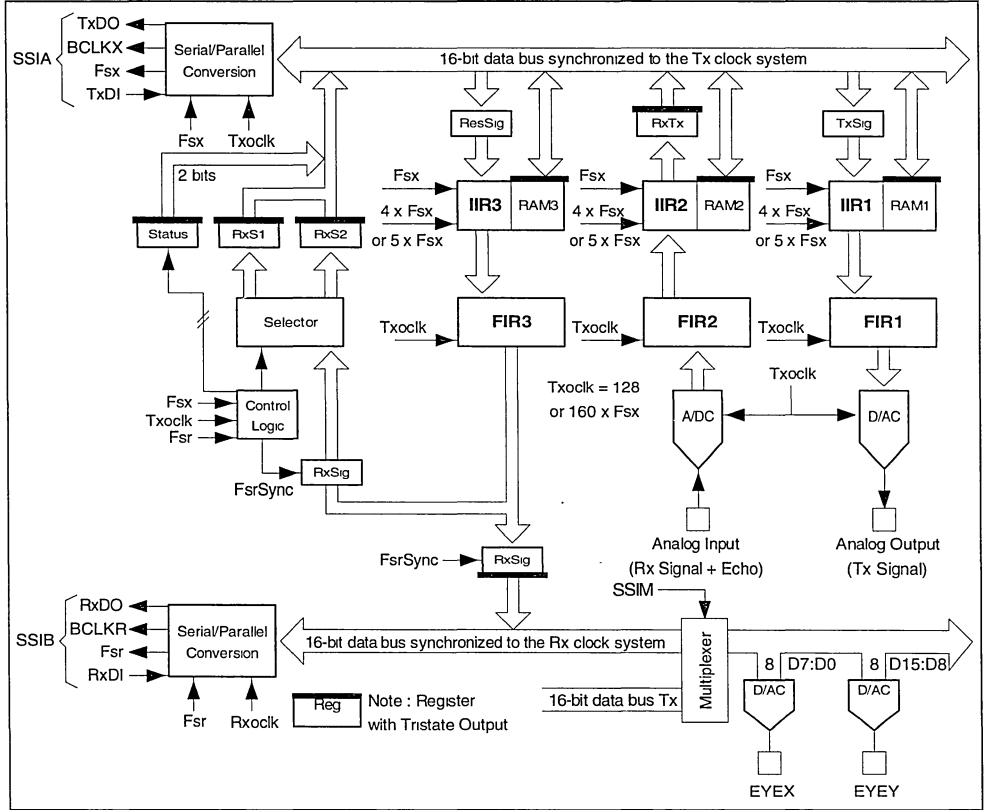 TxDO
BCLKX
Fsx
TxDI
SSIA
Serial/Parallel
Conversion
Fsx
Txoclk
16-bit data bus synchronized to the Tx clock system
2 bits
Status
RxS1
RxS2
ResSig
RxTx
TxSig
Fsx
4 x Fsx
or 5 x Fsx
IIR3
RAM3
Fsx
4 x Fsx
or 5 x Fsx
IIR2
RAM2
Fsx
4 x Fsx
or 5 x Fsx
IIR1
RAM1
Selector
Txoclk
FIR3
Txoclk
FIR2
Txoclk
FIR1
Txoclk = 128
or 160 x Fsx
Txoclk
A/DC
D/AC
Fsx
Txoclk
Fsr
Control
Logic
FsrSync
RxSig
Analog Input
(Rx Signal + Echo)
Analog Output
(Tx Signal)
FsrSync
RxSig
SSIM
RxDO
BCLKR
Fsr
RxDI
SSIB
Serial/Parallel
Conversion
Fsr
Rxoclk
16-bit data bus synchronized to the Rx clock system
Multiplexer
16-bit data bus Tx
8
D7:D0
8
D15:D8
D/AC
D/AC
EYEX
EYEY
Reg
Note : Register
with Tristate Output